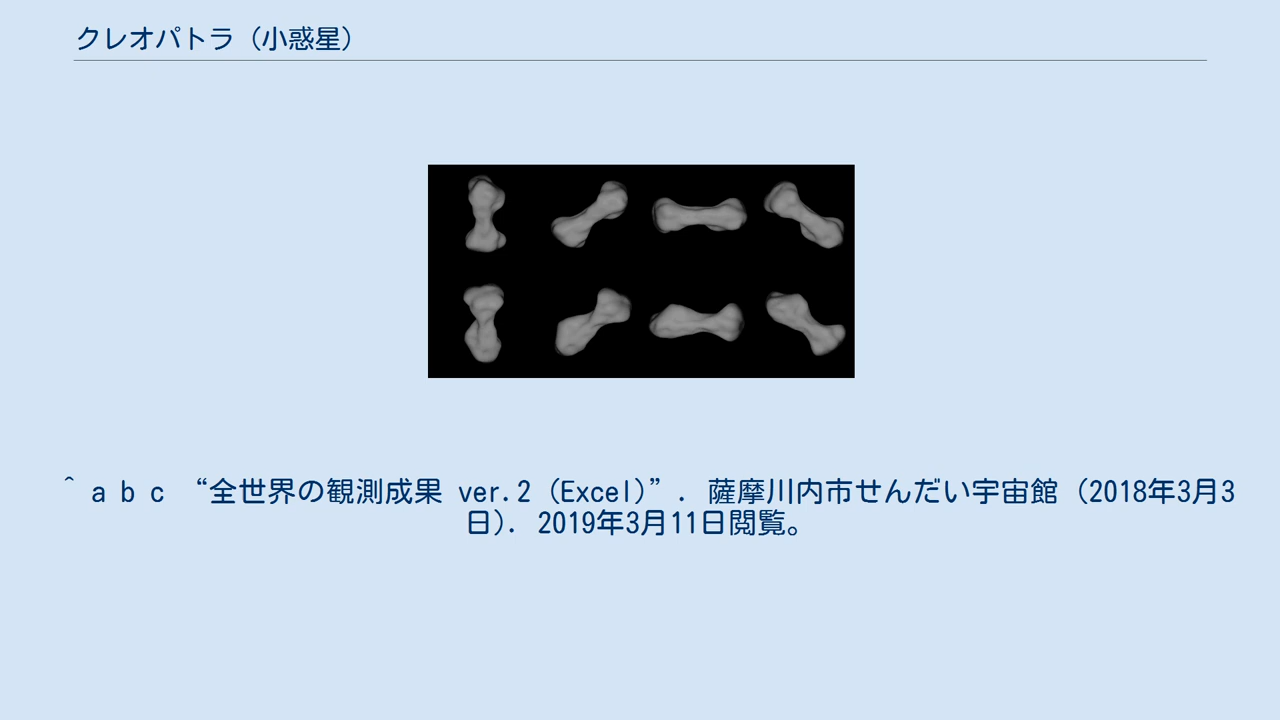 クレオパトラ（小惑星）
^ a b c “全世界の観測成果 ver.2（Excel）”. 薩摩川内市せんだい宇宙館（2018年3月3
日). 2019年3月11日閲覧。